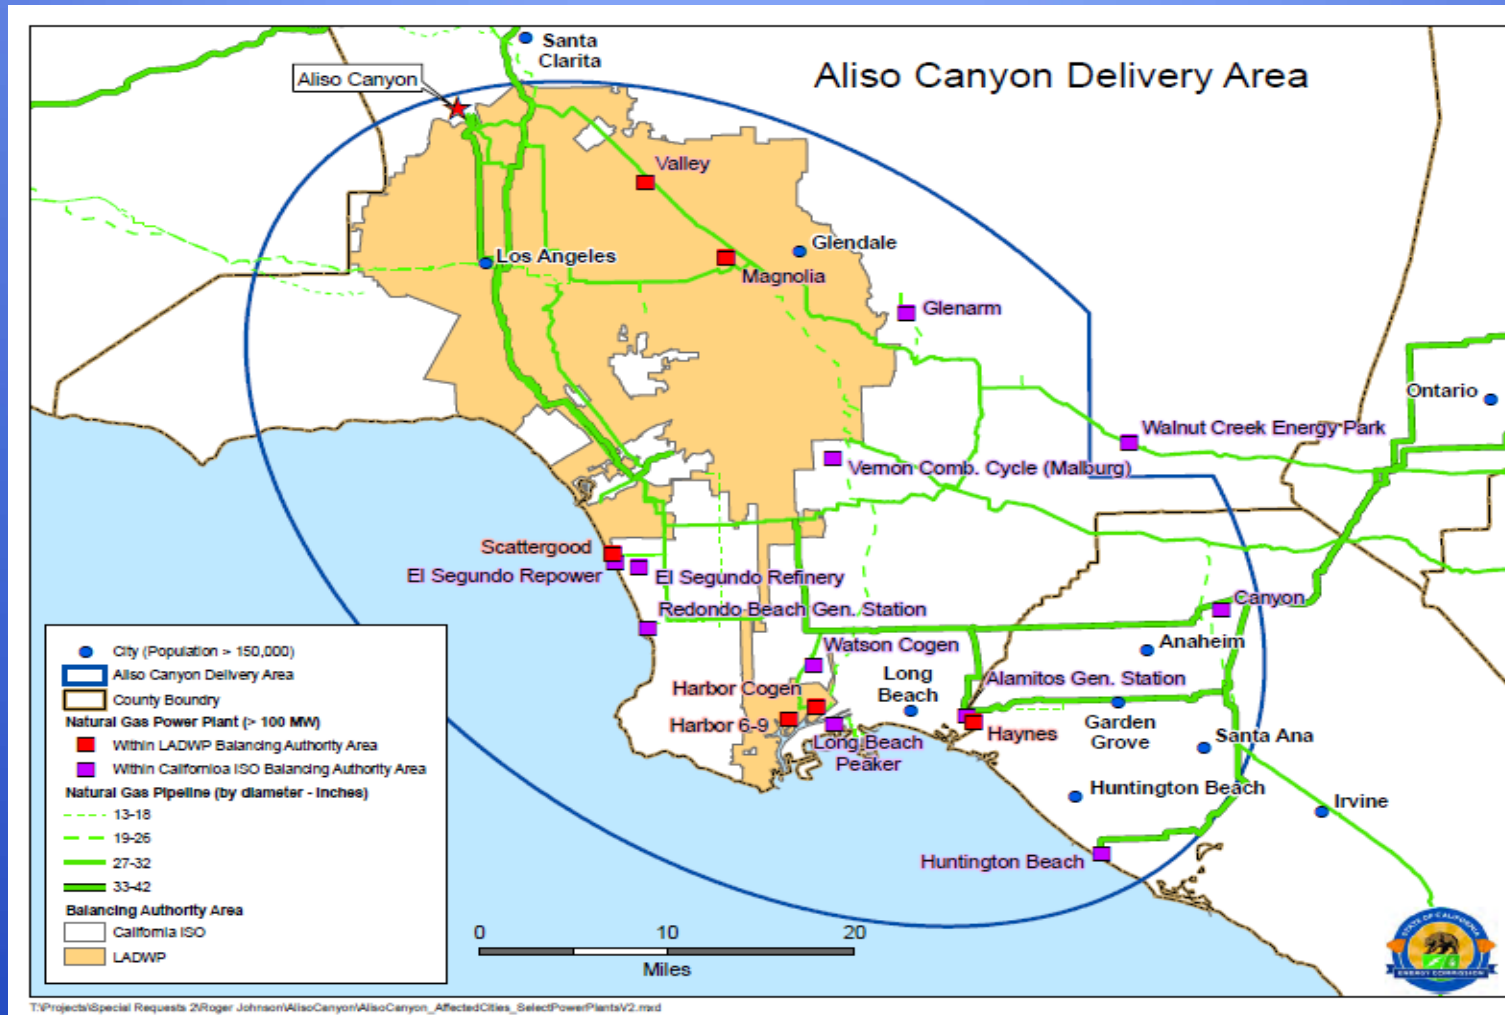 Aliso Canyon Delivery Area
Santa
Clarita
Aliso Canyon
Valley
Glendale
Los Angeles
Magnolia
Glenarm
Ontario
Walnut Creek Energy Park
Vernon Comb. Cycle (Malburg)
Scattergood
El Segundo Repower
El Segundo Refinery
Redondo Beach Gen. Station
Canyon
Anaheim
Watson Cogen
Long
Beach
Alamitos Gen. Station
Harbor Cogen
Harbor 6-9
Long Beach
Peaker
Haynes
Garden
Grove
Santa Ana
Huntington Beach
Irvine
Huntington Beach
City (Population > 150,000)
Aliso Canyon Delivery Area
County Boundry
Natural Gas Power Plant (> 100 MW)
Within LADWP Balancing Authority Area
Within Californioa ISO Balancing Authority Area
Natural Gas Pipeline (by diameter - Inches)
13-18
19-26
27-32
33-42
Balancing Authority Area
California ISO
LADWP
0 10 20
Miles
STATE OF CALIFORNIA
ENERGY COMMISSION
T:\Projects\Special Requests 2\Roger Johnson\AlisoCanyon\AlisoCanyon_AffectedCities_SelectPowerPlantsV2.mxd